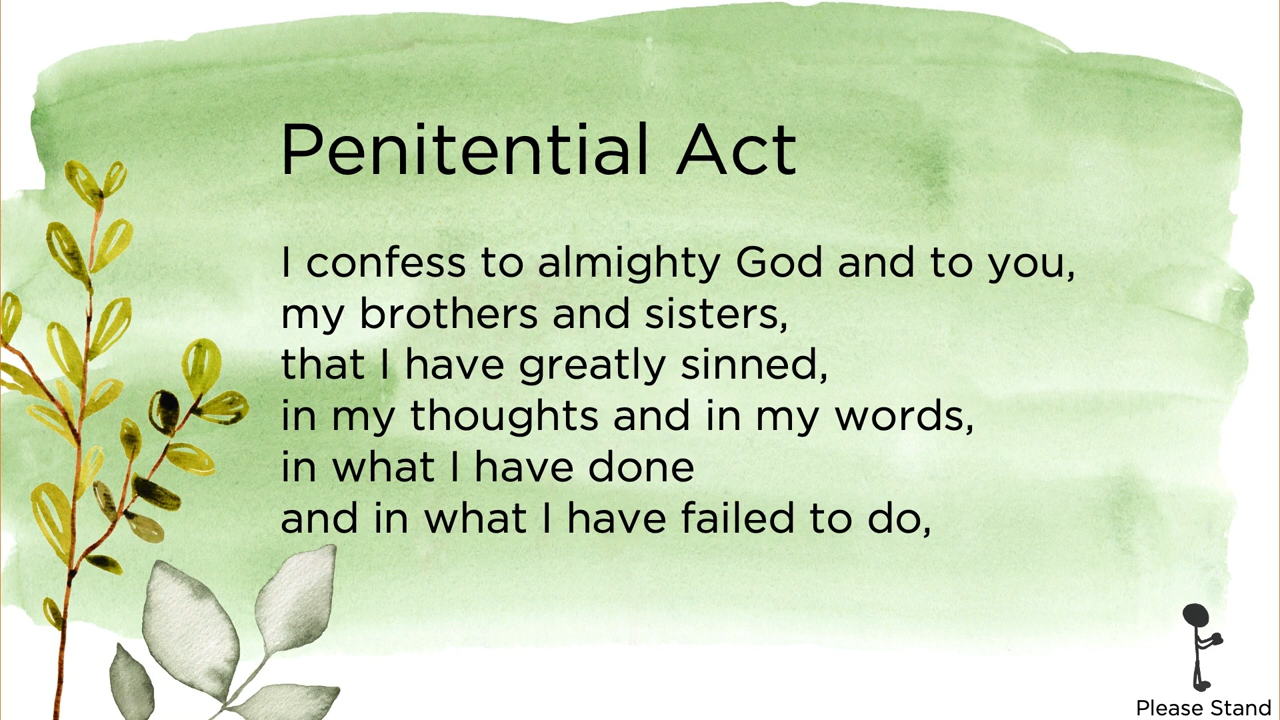 Penitential Act
I confess to almighty God and to you,
my brothers and sisters,
that I have greatly sinned,
in my thoughts and in my words,
in what I have done
and in what I have failed to do,
Please Stand